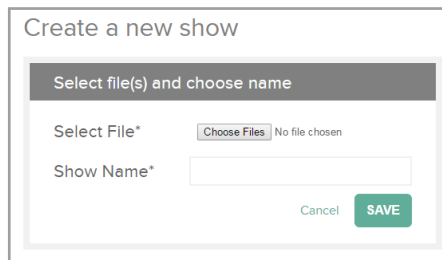 Create a new show
Select file(s) and choose name
Select File* Choose Files No file chosen
Show Name*
Cancel SAVE